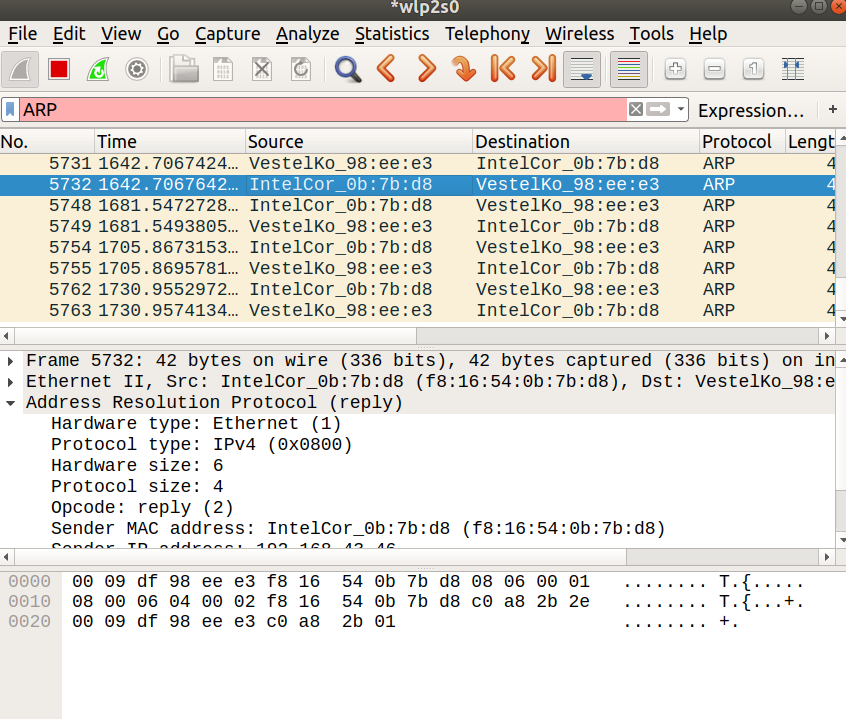 *wlp2s0
File Edit View Go Capture Analyze Statistics Telephony Wireless Tools Help
ARP Expression… +
No. Time Source Destination Protocol Lengt
5731 1642.7067424… VestelKo_98:ee:e3 IntelCor_0b:7b:d8 ARP 4
5732 1642.7067642… IntelCor_0b:7b:d8 VestelKo_98:ee:e3 ARP 4
5748 1681.5472728… IntelCor_0b:7b:d8 VestelKo_98:ee:e3 ARP 4
5749 1681.5493805… VestelKo_98:ee:e3 IntelCor_0b:7b:d8 ARP 4
5754 1705.8673153… IntelCor_0b:7b:d8 VestelKo_98:ee:e3 ARP 4
5755 1705.8695781… VestelKo_98:ee:e3 IntelCor_0b:7b:d8 ARP 4
5762 1730.9552972… IntelCor_0b:7b:d8 VestelKo_98:ee:e3 ARP 4
5763 1730.9574134… VestelKo_98:ee:e3 IntelCor_0b:7b:d8 ARP 4
Frame 5732: 42 bytes on wire (336 bits), 42 bytes captured (336 bits) on in
Ethernet II, Src: IntelCor_0b:7b:d8 (f8:16:54:0b:7b:d8), Dst: VestelKo_98:e
Address Resolution Protocol (reply)
Hardware type: Ethernet (1)
Protocol type: IPv4 (0x0800)
Hardware size: 6
Protocol size: 4
Opcode: reply (2)
Sender MAC address: IntelCor_0b:7b:d8 (f8:16:54:0b:7b:d8)
Sender IP address: 192.168.43.46
0000 00 09 df 98 ee e3 f8 16 54 0b 7b d8 08 06 00 01 ........ T.{.....
0010 08 00 06 04 00 02 f8 16 54 0b 7b d8 c0 a8 2b 2e ........ T.{...+.
0020 00 09 df 98 ee e3 c0 a8 2b 01 ........ +.